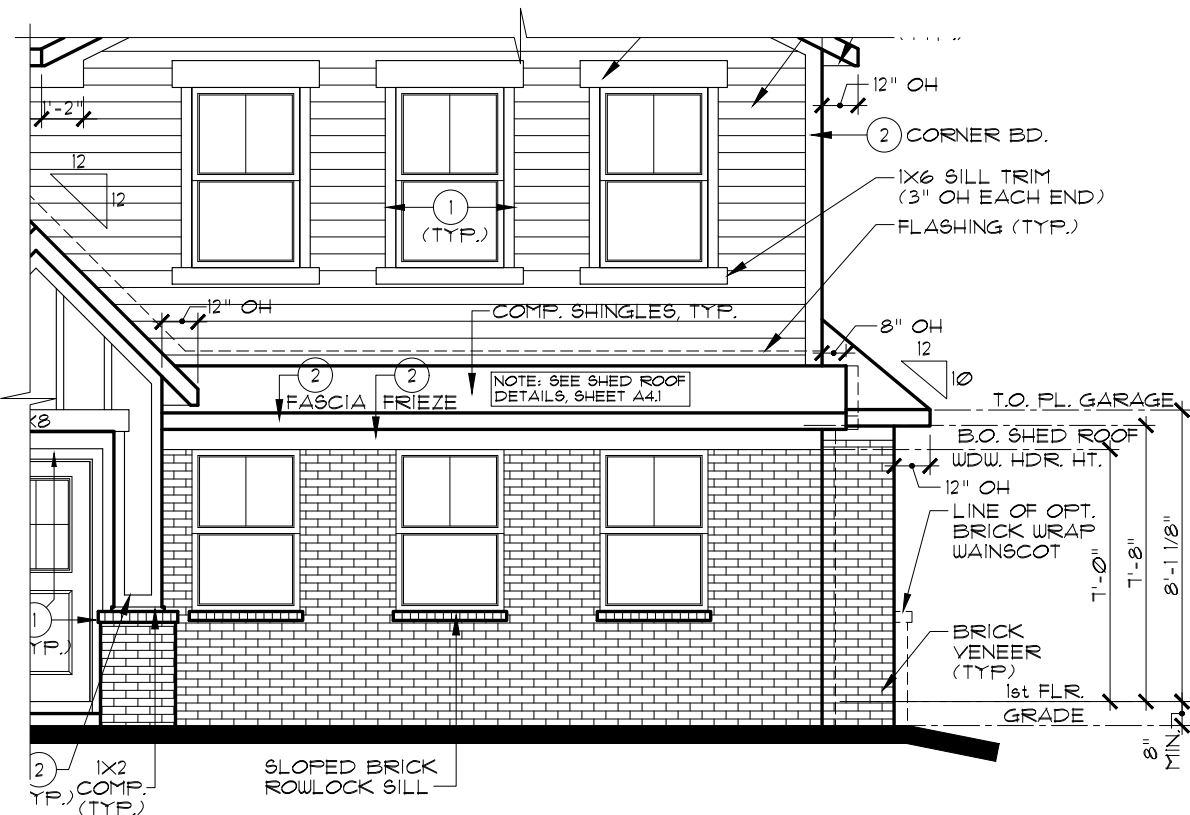 12" OH
1'-2"
2 CORNER BD.
12
12
1X6 SILL TRIM
(3" OH EACH END)
1
(TYP.)
FLASHING (TYP.)
12" OH
COMP. SHINGLES, TYP.
8" OH
12
10
2
2
FASCIA
FRIEZE
NOTE: SEE SHED ROOF
DETAILS, SHEET A4.1
T.O. PL. GARAGE
X8
B.O. SHED ROOF
WDW. HDR. HT.
12" OH
LINE OF OPT.
BRICK WRAP
WAINSCOT
7'-0"
7'-8"
8'-1 1/8"
1
YP.)
BRICK
VENEER
(TYP)
1st FLR.
GRADE
8"
MIN.
2
YP.)
1X2
COMP.
(TYP.)
SLOPED BRICK
ROWLOCK SILL